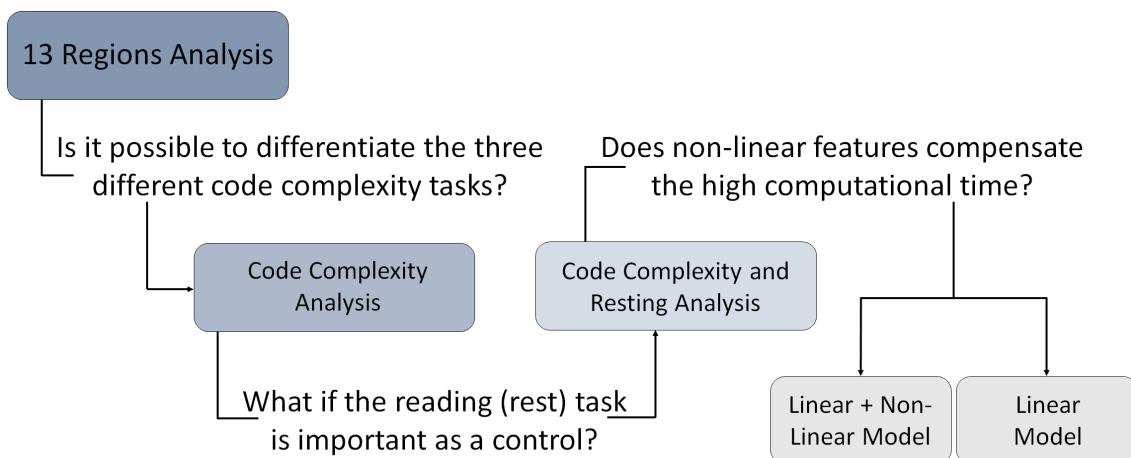 13 Regions Analysis
Is it possible to differentiate the three
different code complexity tasks?
Does non-linear features compensate
the high computational time?
Code Complexity
Analysis
Code Complexity and
Resting Analysis
What if the reading (rest) task
is important as a control?
Linear + Non-
Linear Model
Linear
Model